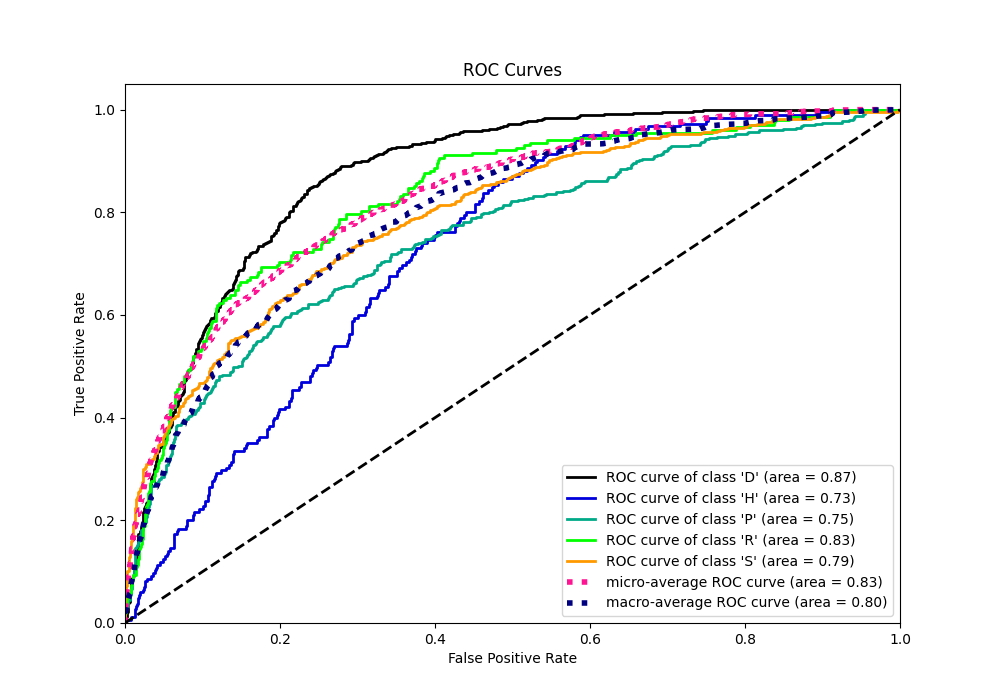 ROC Curves
1.0
0.8
0.6
0.4
0.2
0.0
True Positive Rate
ROC curve of class 'D' (area = 0.87)
ROC curve of class 'H' (area = 0.73)
ROC curve of class 'P' (area = 0.75)
ROC curve of class 'R' (area = 0.83)
ROC curve of class 'S' (area = 0.79)
micro-average ROC curve (area = 0.83)
macro-average ROC curve (area = 0.80)
0.0 0.2 0.4 0.6 0.8 1.0
False Positive Rate